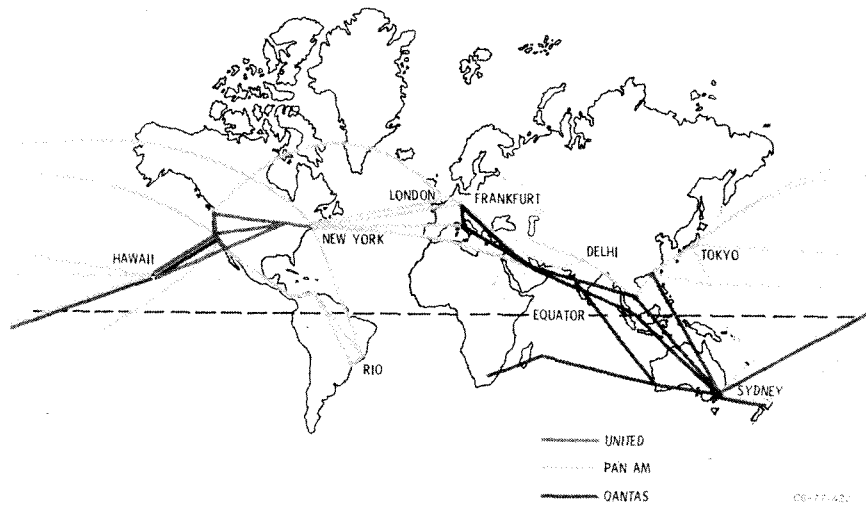 LONDON
FRANKFURT
NEW YORK
HAWAII
DELHI
TOKYO
EQUATOR
RIO
SYDNEY
UNITED
PAN AM
QANTAS